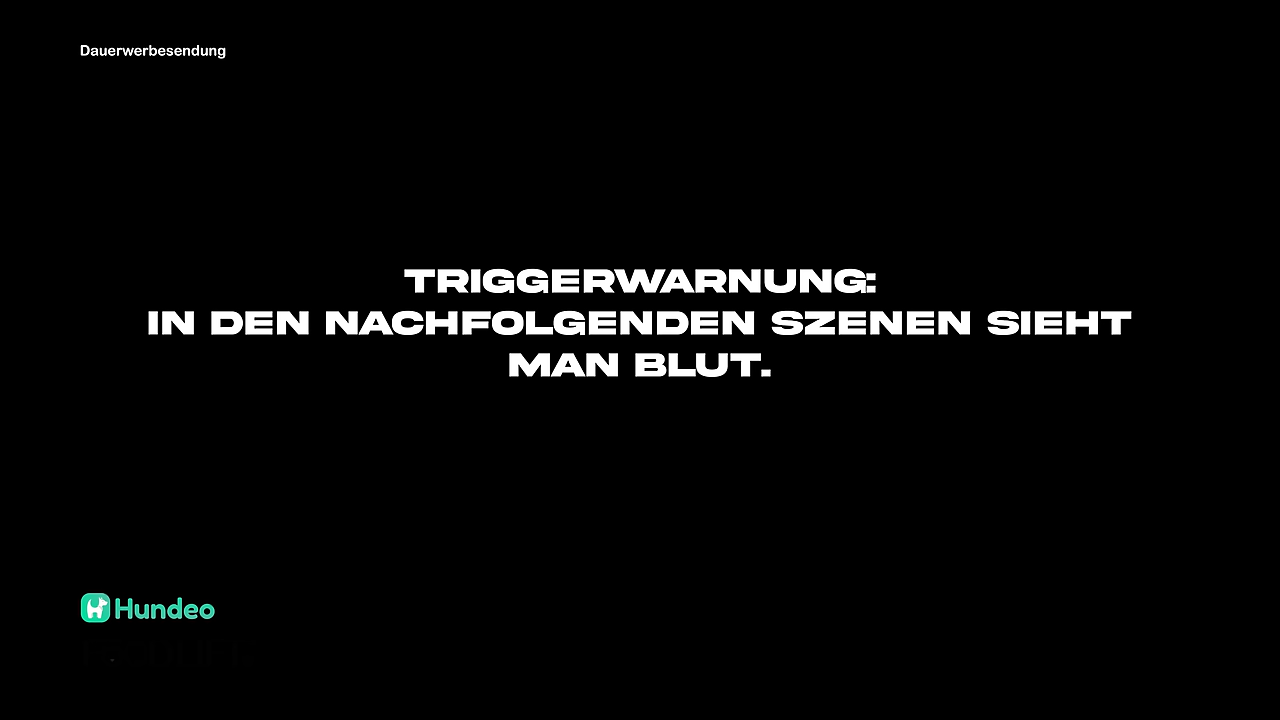 Dauerwerbesendung
TRIGGERWARNUNG:
IN DEN NACHFOLGENDEN SZENEN SIEHT
MAN BLUT.
Hundeo